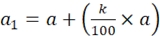 a₁ = a + (k/100 × a)